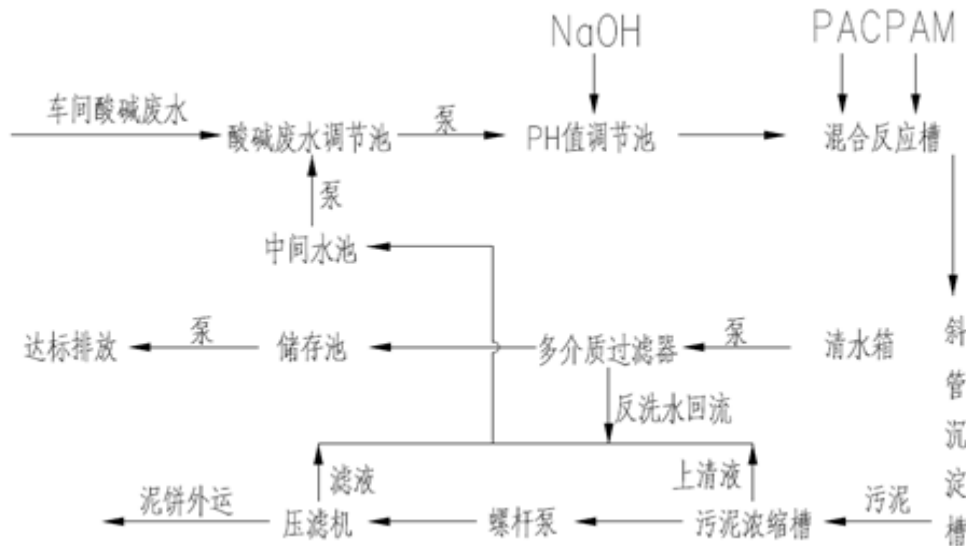 NaOH
PACPAM
车间酸碱废水
酸碱废水调节池
泵
PH值调节池
混合反应槽
泵
中间水池
达标排放
泵
储存池
多介质过滤器
泵
清水箱
斜管沉淀槽
反洗水回流
滤液
上清液
泥饼外运
压滤机
螺杆泵
污泥浓缩槽
污泥